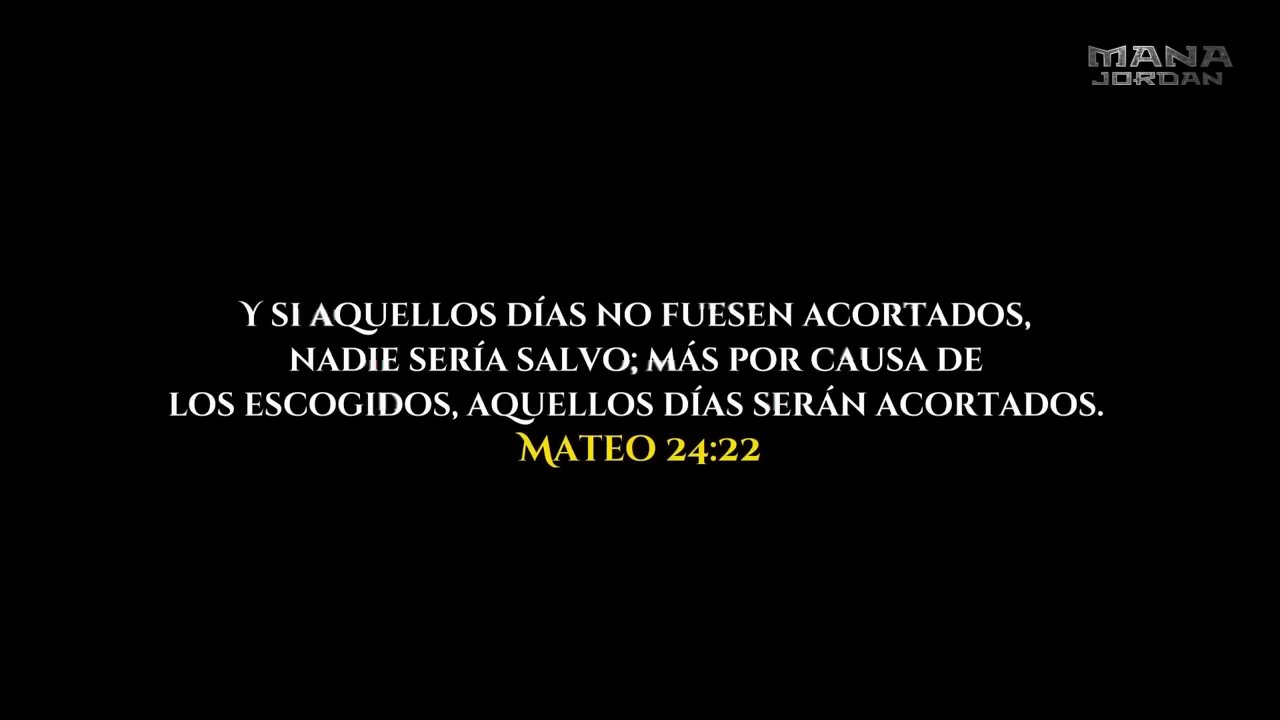 MANA
JORDAN
Y SI AQUELLOS DÍAS NO FUESEN ACORTADOS,
NADIE SERÍA SALVO; MÁS POR CAUSA DE
LOS ESCOGIDOS, AQUELLOS DÍAS SERÁN ACORTADOS.
MATEO 24:22